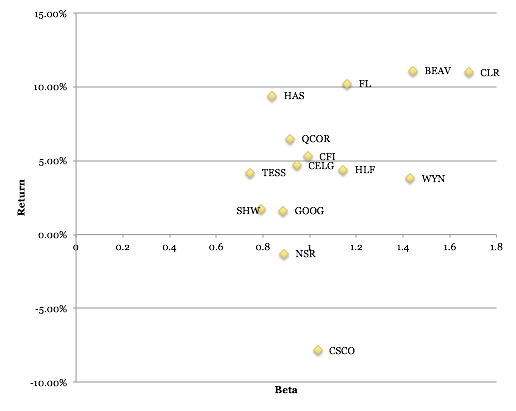 15.00%
BEAV
CLR
10.00%
FL
HAS
QCOR
CFI
5.00%
CELG
HLF
TESS
WYN
SHW
GOOG
0.00%
0 0.2 0.4 0.6 0.8 1 1.2 1.4 1.6 1.8
NSR
-5.00%
CSCO
-10.00%
Return
Beta